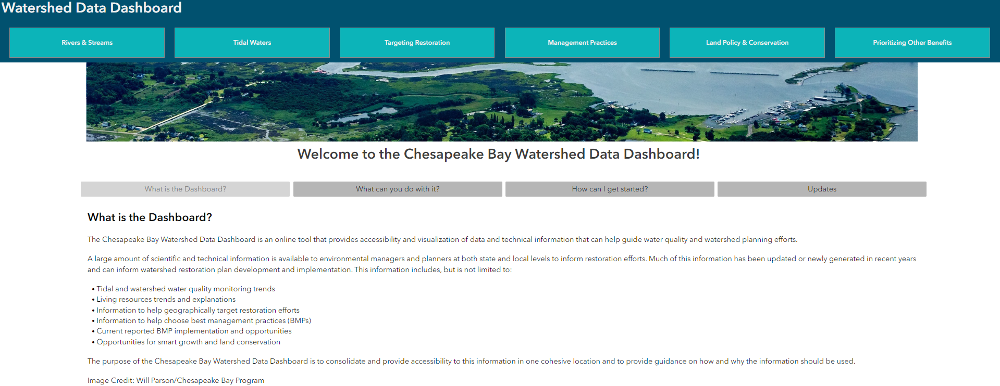 Watershed Data Dashboard
Rivers & Streams
Tidal Waters
Targeting Restoration
Management Practices
Land Policy & Conservation
Prioritizing Other Benefits
Welcome to the Chesapeake Bay Watershed Data Dashboard!
What is the Dashboard?
What can you do with it?
How can I get started?
Updates
What is the Dashboard?
The Chesapeake Bay Watershed Data Dashboard is an online tool that provides accessibility and visualization of data and technical information that can help guide water quality and watershed planning efforts.
A large amount of scientific and technical information is available to environmental managers and planners at both state and local levels to inform restoration efforts. Much of this information has been updated or newly generated in recent years
and can inform watershed restoration plan development and implementation. This information includes, but is not limited to:
• Tidal and watershed water quality monitoring trends
• Living resources trends and explanations
• Information to help geographically target restoration efforts
• Information to help choose best management practices (BMPs)
• Current reported BMP implementation and opportunities
• Opportunities for smart growth and land conservation
The purpose of the Chesapeake Bay Watershed Data Dashboard is to consolidate and provide accessibility to this information in one cohesive location and to provide guidance on how and why the information should be used.
Image Credit: Will Parson/Chesapeake Bay Program